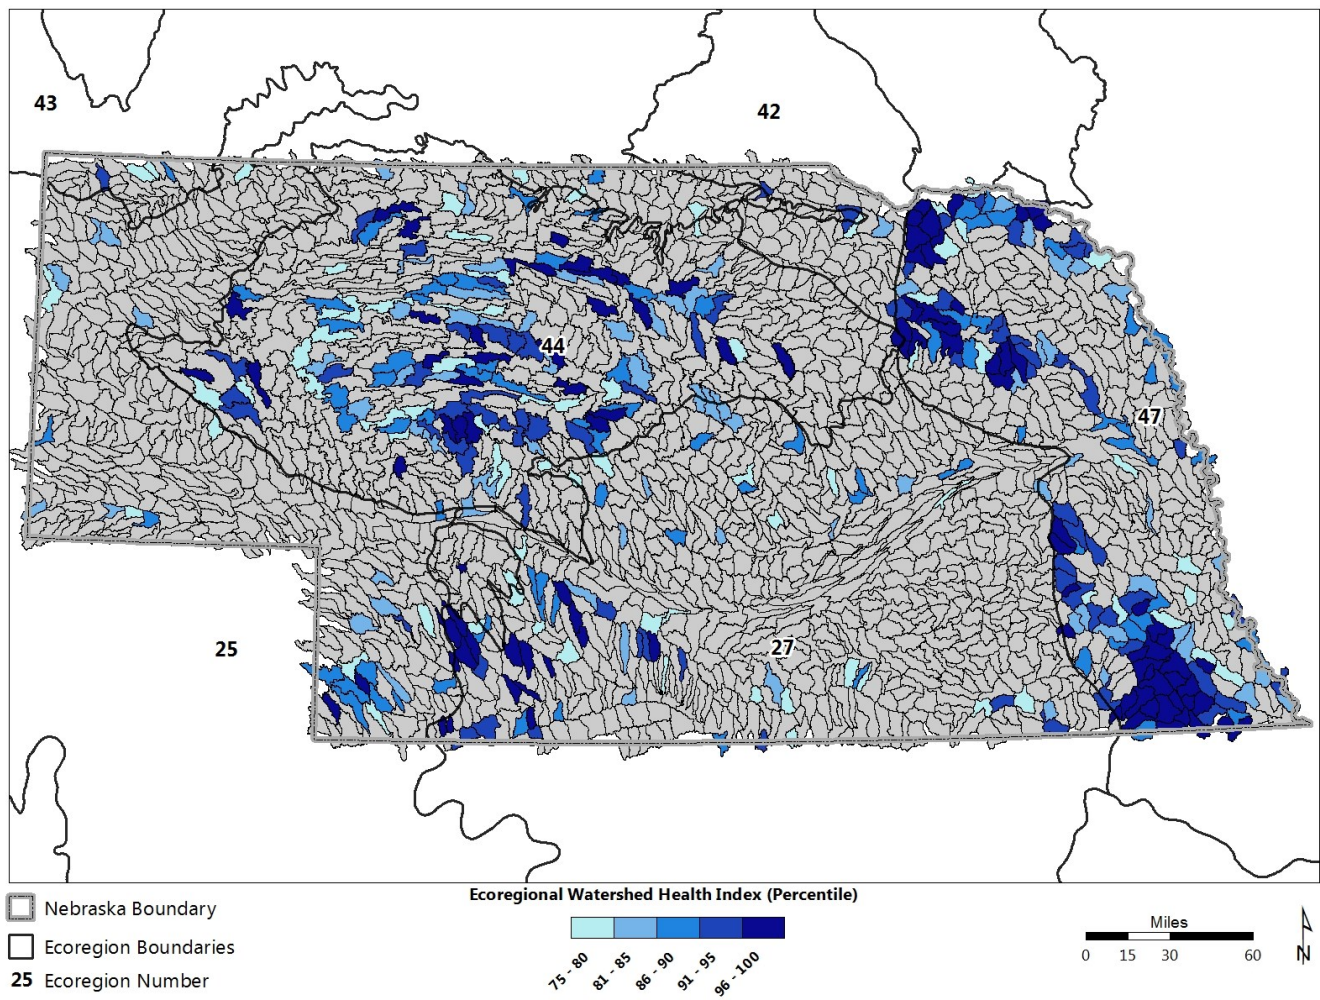 43
42
44
47
25
27
Ecoregional Watershed Health Index (Percentile)
Nebraska Boundary
Ecoregion Boundaries
25 Ecoregion Number
75 - 80
81 - 85
86 - 90
91 - 95
96 - 100
Miles
0 15 30 60
N